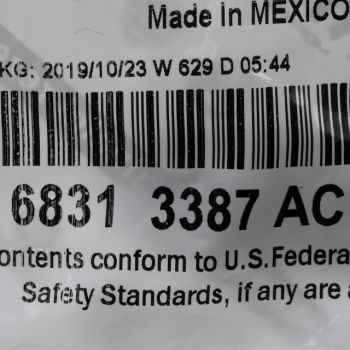 Made in MEXICO
KG: 2019/10/23 W 629 D 05:44
6831 3387 AC
ontents conform to U.S.Federa
Safety Standards, if any are a